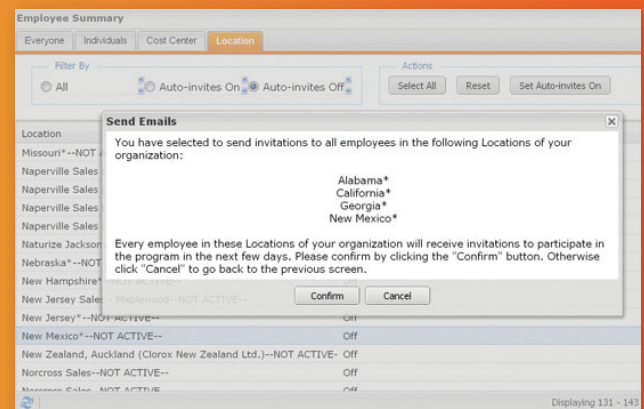 Employee Summary
Everyone Individuals Cost Center Location
Filter By Actions
All Auto-invites On Auto-invites Off Select All Reset Set Auto-invites On
Send Emails
Location
You have selected to send invitations to all employees in the following Locations of your
organization:
Missouri*--NOT
Naperville Sales
Alabama*
California*
Naperville Sales
Georgia*
Naperville Sales
New Mexico*
Naperville Sales
Naturize Jackson
Every employee in these Locations of your organization will receive invitations to participate in
the program in the next few days. Please confirm by clicking the "Confirm" button. Otherwise
click "Cancel" to go back to the previous screen.
Nebraska*--NOT
New Hampshire*
Confirm Cancel
New Jersey Sales - Maplewood--NOT ACTIVE--
New Jersey*--NOT ACTIVE-- Off
New Mexico*--NOT ACTIVE-- Off
New Zealand, Auckland (Clorox New Zealand Ltd.)--NOT ACTIVE- Off
Norcross Sales--NOT ACTIVE-- Off
Norcross Sales--NOT ACTIVE Off
Displaying 131 - 143